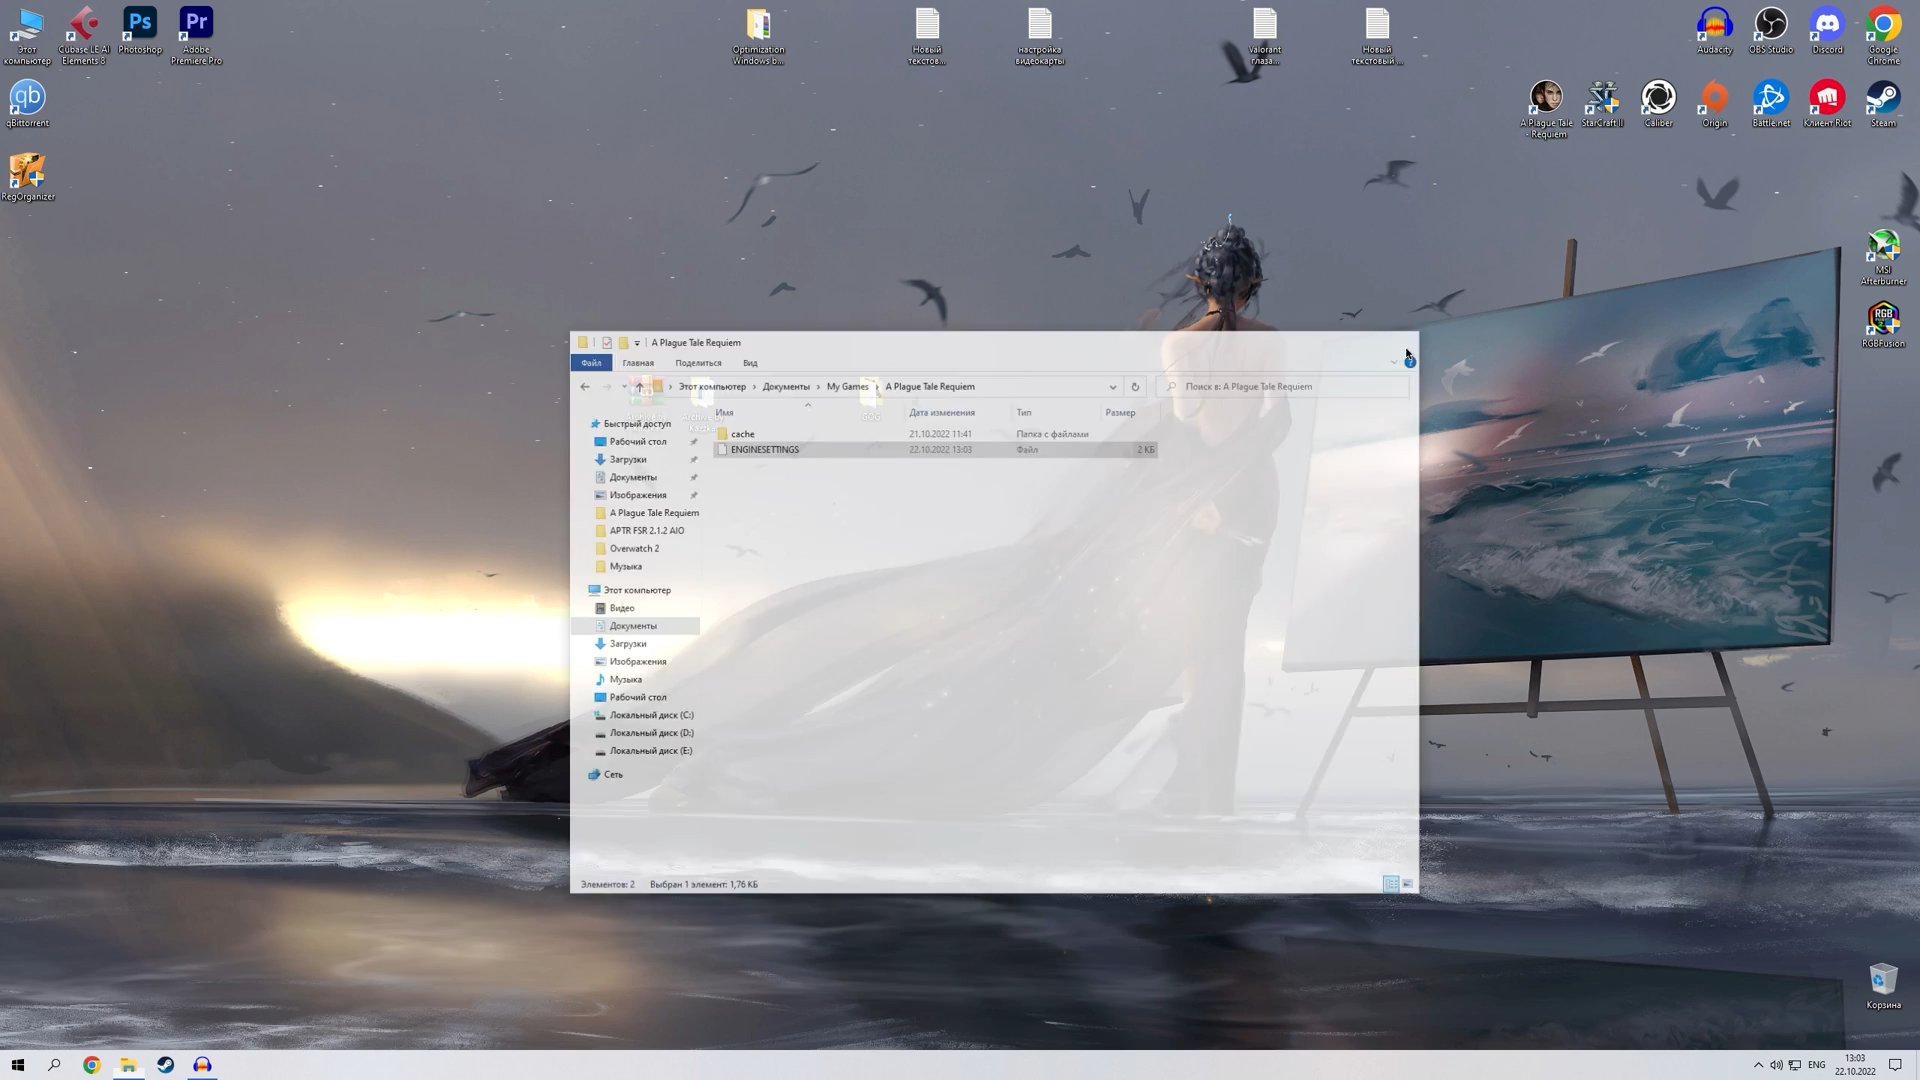 Этот
компьютер
Cubase LE AI
Elements 8
Photoshop
Adobe
Premiere Pro
Optimization
Windows b...
Новый
текстов...
настройка
видеокарты
Valorant
глаза...
Новый
текстовый ...
Audacity
OBS Studio
Discord
Google
Chrome
qBittorrent
A Plague Tale
- Requiem
StarCraft II
Caliber
Origin
Battle.net
Клиент Riot
Steam
RegOrganizer
MSI
Afterburner
RGBFusion
A Plague Tale Requiem
Файл
Главная
Поделиться
Вид
Этот компьютер › Документы › My Games › A Plague Tale Requiem
Поиск в: A Plague Tale Requiem
Имя
Дата изменения
Тип
Размер
cache
21.10.2022 11:41
Папка с файлами
ENGINESETTINGS
22.10.2022 13:03
Файл
2 КБ
GOG
Быстрый доступ
Рабочий стол
Загрузки
Документы
Изображения
A Plague Tale Requiem
APTR FSR 2.1.2 AIO
Overwatch 2
Музыка
Этот компьютер
Видео
Документы
Загрузки
Изображения
Музыка
Рабочий стол
Локальный диск (C:)
Локальный диск (D:)
Локальный диск (E:)
Сеть
Элементов: 2
Выбран 1 элемент: 1,76 КБ
Корзина
ENG
13:03
22.10.2022